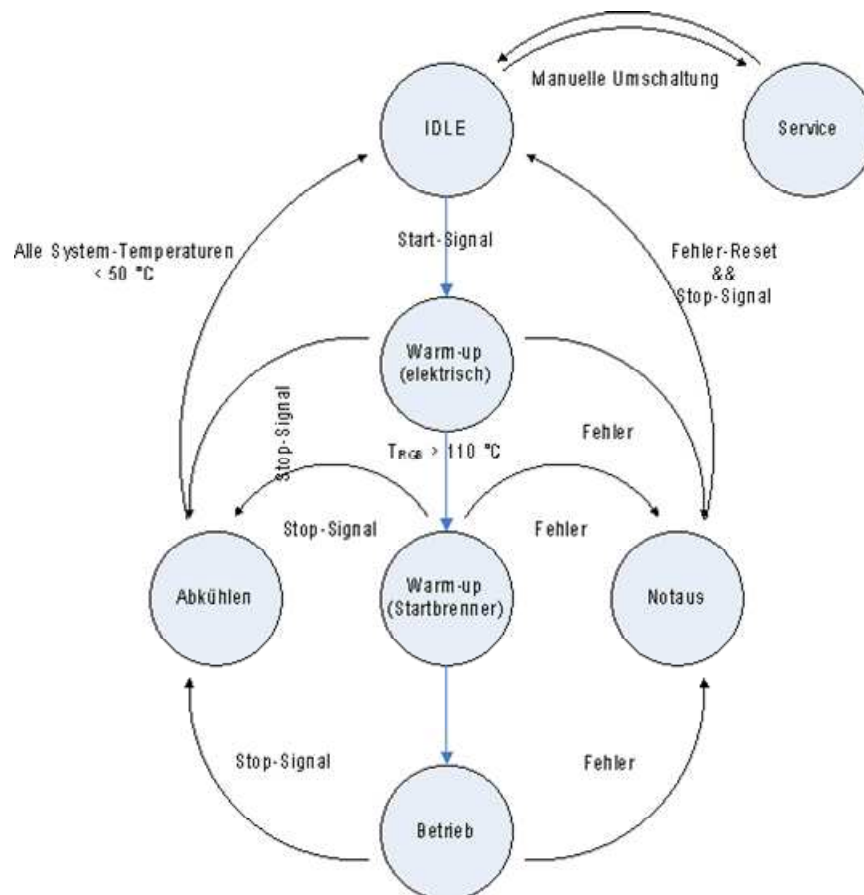 Manuelle Umschaltung
IDLE
Service
Start-Signal
Alle System-Temperaturen
< 50 °C
Fehler-Reset
&&
Stop-Signal
Warm-up
(elektrisch)
Stop-Signal
TRGB > 110 °C
Fehler
Stop-Signal
Fehler
Abkühlen
Warm-up
(Startbrenner)
Notaus
Stop-Signal
Fehler
Betrieb